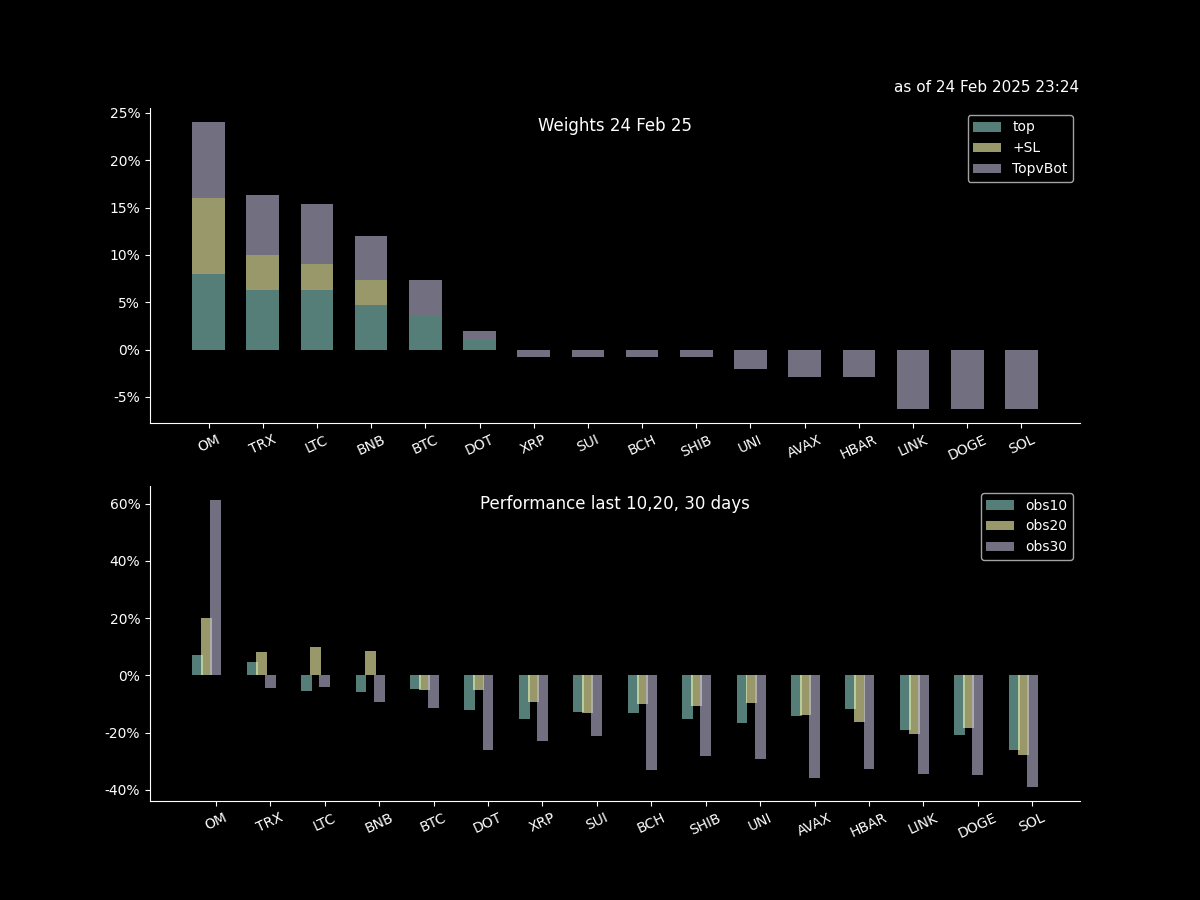 as of 24 Feb 2025 23:24
Weights 24 Feb 25
top
+SL
TopvBot
25%
20%
15%
10%
5%
0%
-5%
OM TRX LTC BNB BTC DOT XRP SUI BCH SHIB UNI AVAX HBAR LINK DOGE SOL
Performance last 10,20, 30 days
obs10
obs20
obs30
60%
40%
20%
0%
-20%
-40%
OM TRX LTC BNB BTC DOT XRP SUI BCH SHIB UNI AVAX HBAR LINK DOGE SOL